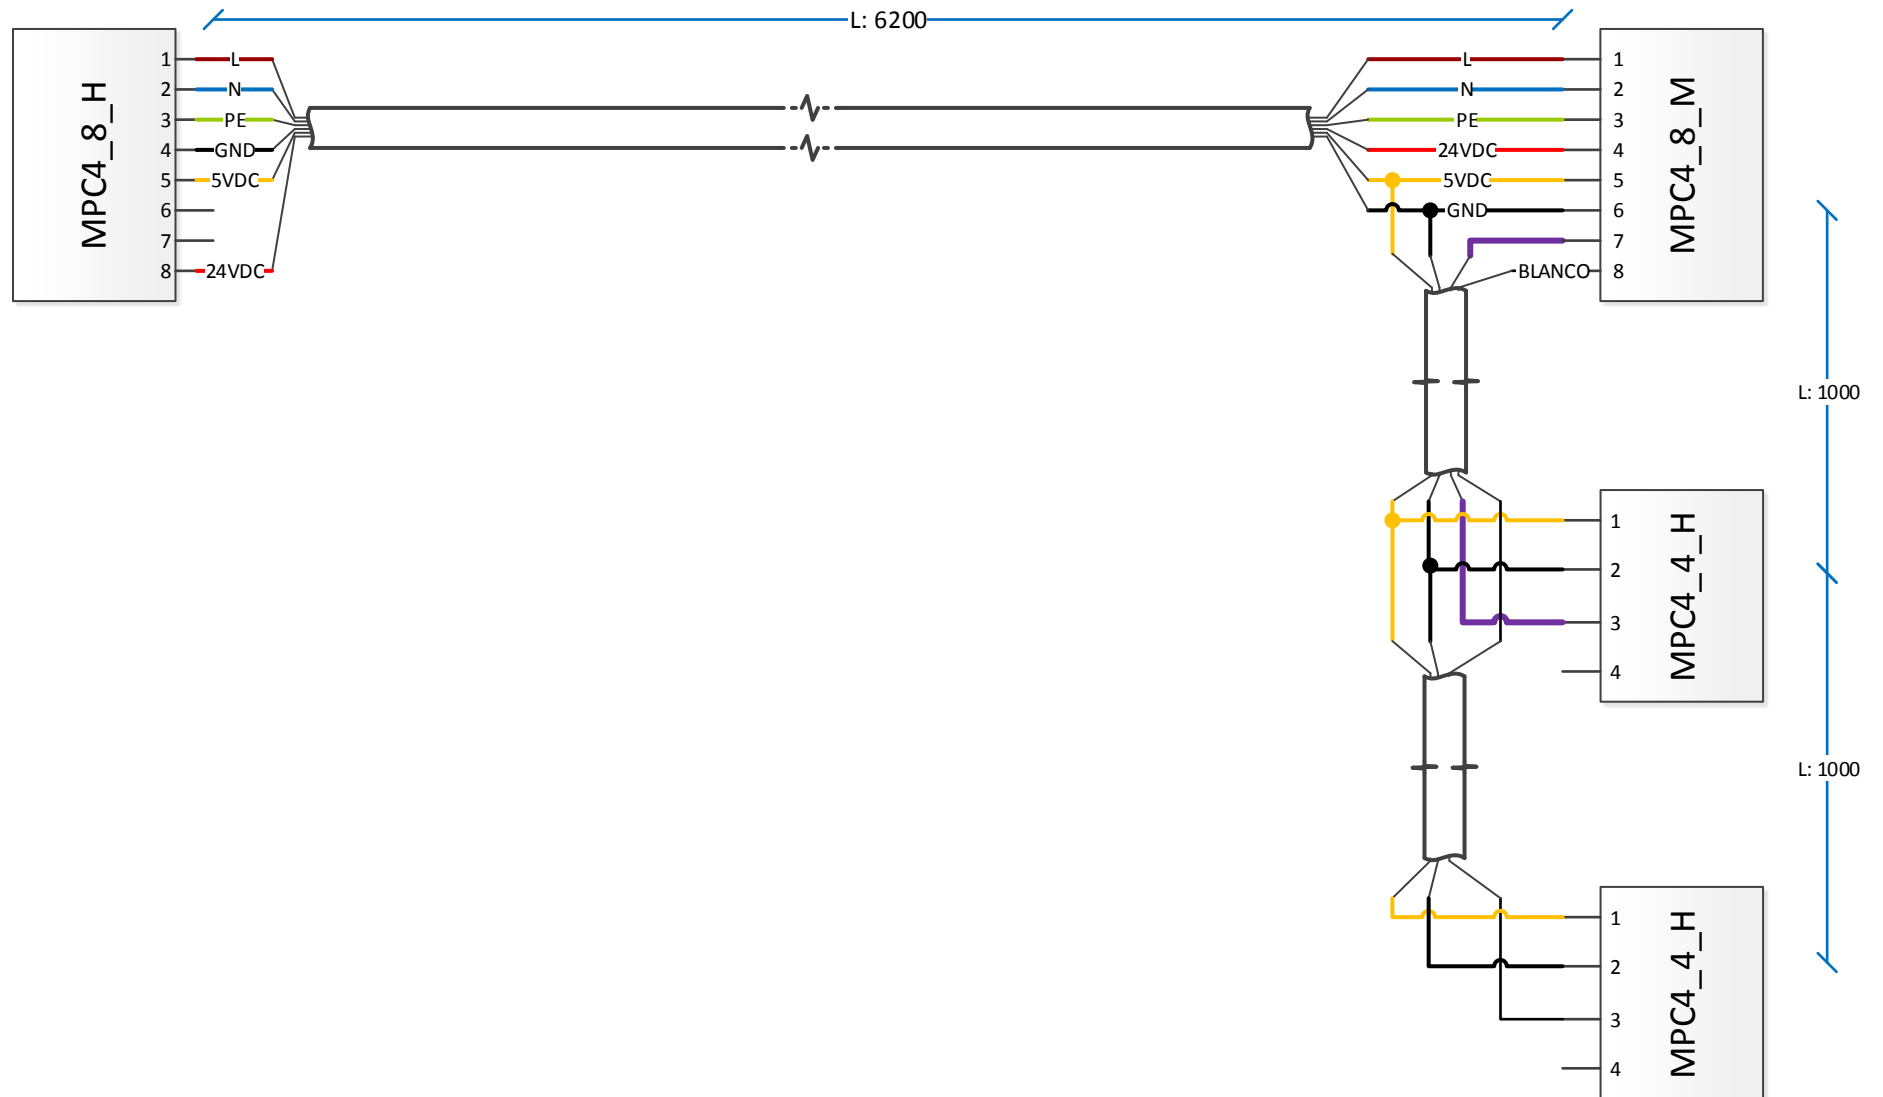 L: 6200
MPC4_8_H
1 L
2 N
3 PE
4 GND
5 5VDC
6
7
8 24VDC
L 1
N 2
PE 3
24VDC 4
5VDC 5
GND 6
7
BLANCO 8
MPC4_8_M
L: 1000
1
2
3
4
MPC4_4_H
L: 1000
1
2
3
4
MPC4_4_H